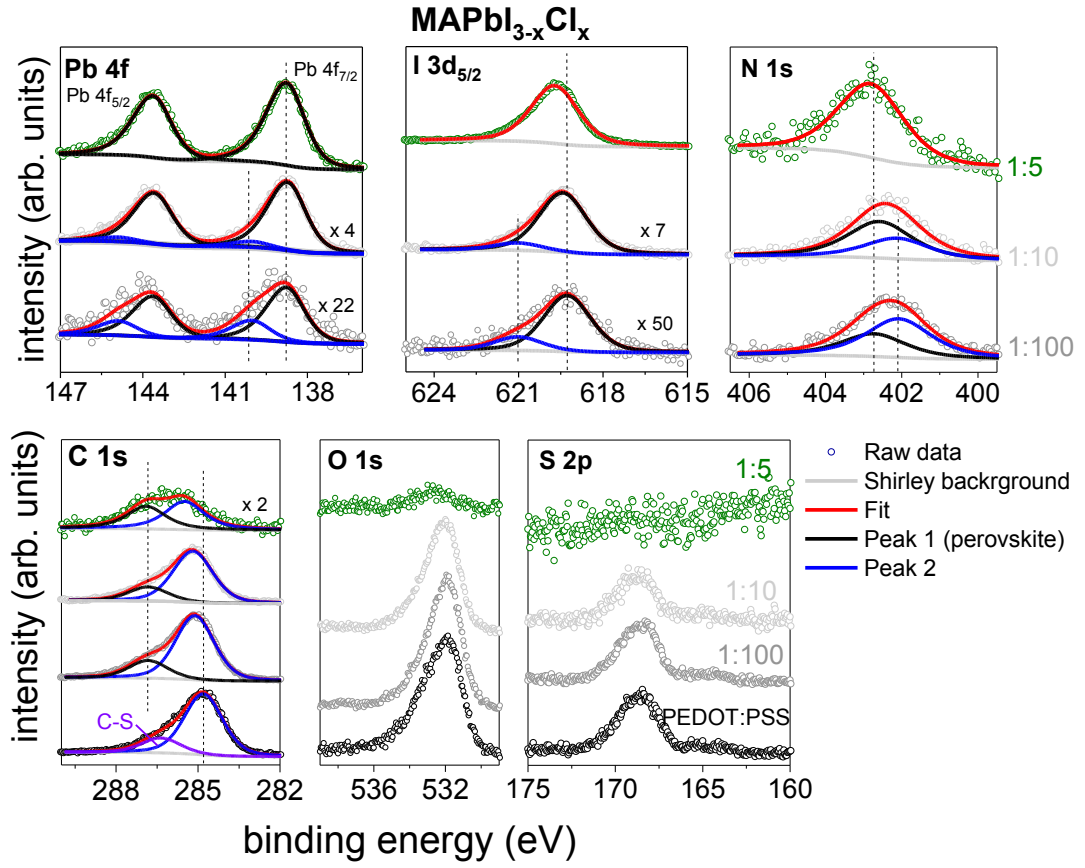 MAPbI3-xClx
Pb 4f
Pb 4f5/2
Pb 4f7/2
x 4
x 22
147 144 141 138
I 3d5/2
x 7
x 50
624 621 618 615
N 1s
1:5
1:10
1:100
406 404 402 400
intensity (arb. units)
C 1s
x 2
C-S
288 285 282
O 1s
536 532
S 2p
1:5
1:10
1:100
PEDOT:PSS
175 170 165 160
intensity (arb. units)
binding energy (eV)
Raw data
Shirley backrground
Fit
Peak 1 (perovskite)
Peak 2